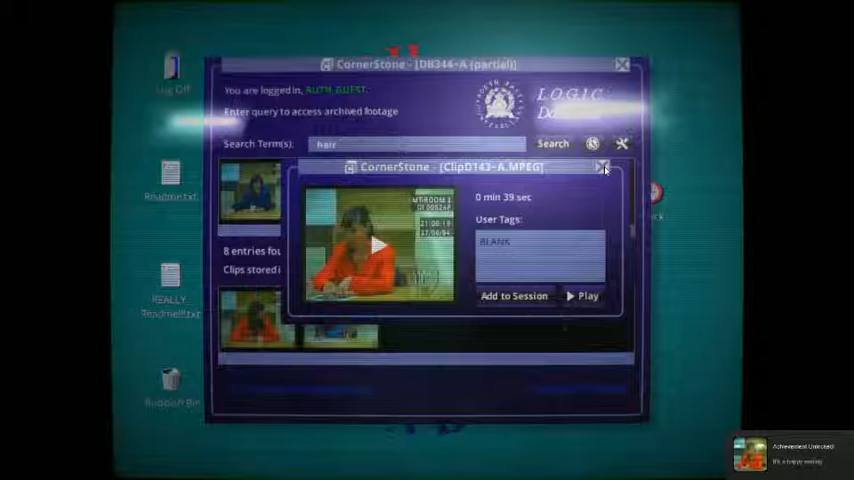 CornerStone - [DB344-A (partial)]
Log Off
You are logged in, AUTH_GUEST.
Enter query to access archived footage
L.O.G.I.C.
Search Term(s):
hair
Search
CornerStone - [ClipD143-A.MPEG]
Readme.txt
0 min 39 sec
User Tags:
BLANK
8 entries fou
Clips stored i
Add to Session
Play
REALLY
Readme!!.txt
Rubbish Bin
Achievement Unlocked!